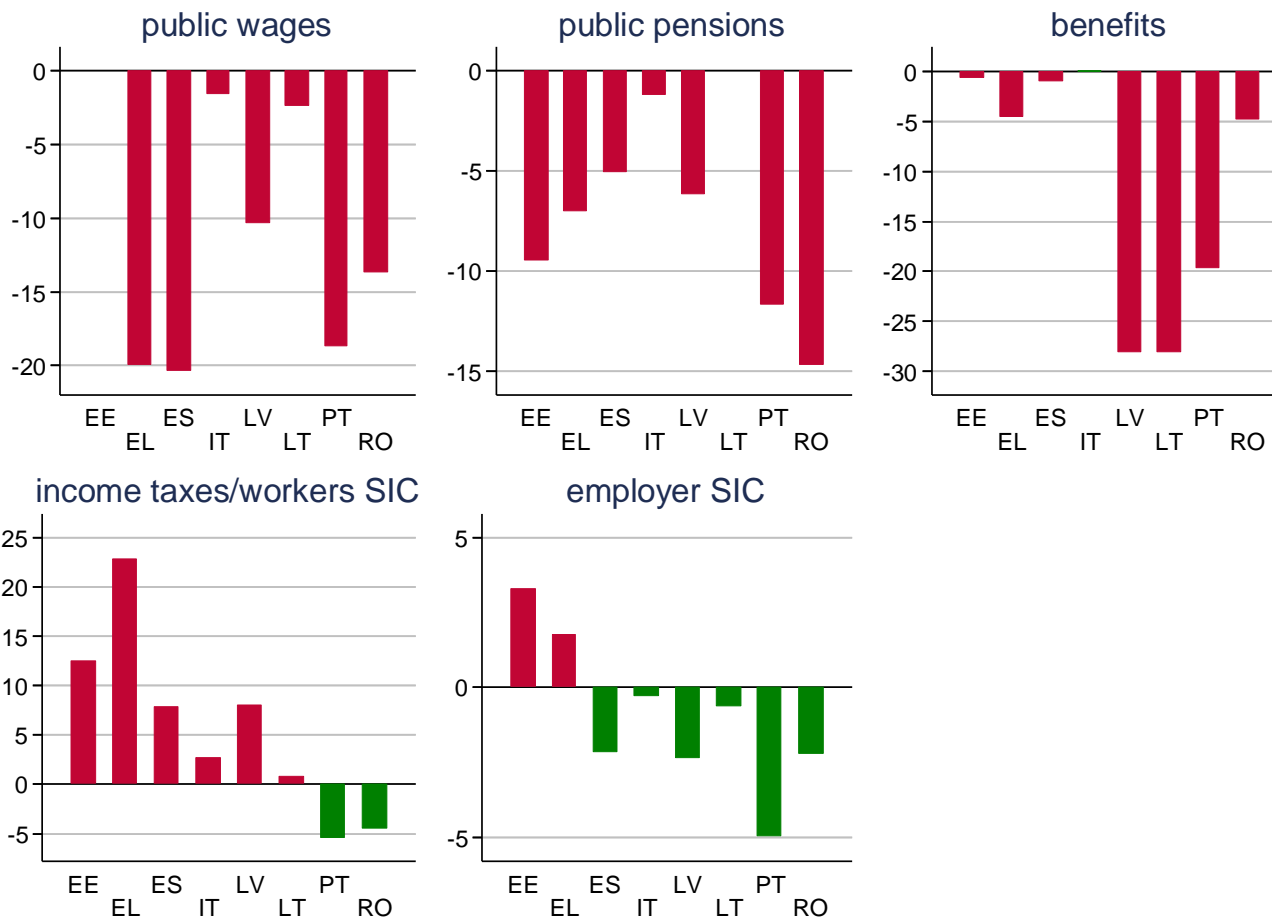 public wages
0
-5
-10
-15
-20
EE ES LV PT
EL IT LT RO
public pensions
0
-5
-10
-15
EE ES LV PT
EL IT LT RO
benefits
0
-5
-10
-15
-20
-25
-30
EE ES LV PT
EL IT LT RO
income taxes/workers SIC
25
20
15
10
5
0
-5
EE ES LV PT
EL IT LT RO
employer SIC
5
0
-5
EE ES LV PT
EL IT LT RO